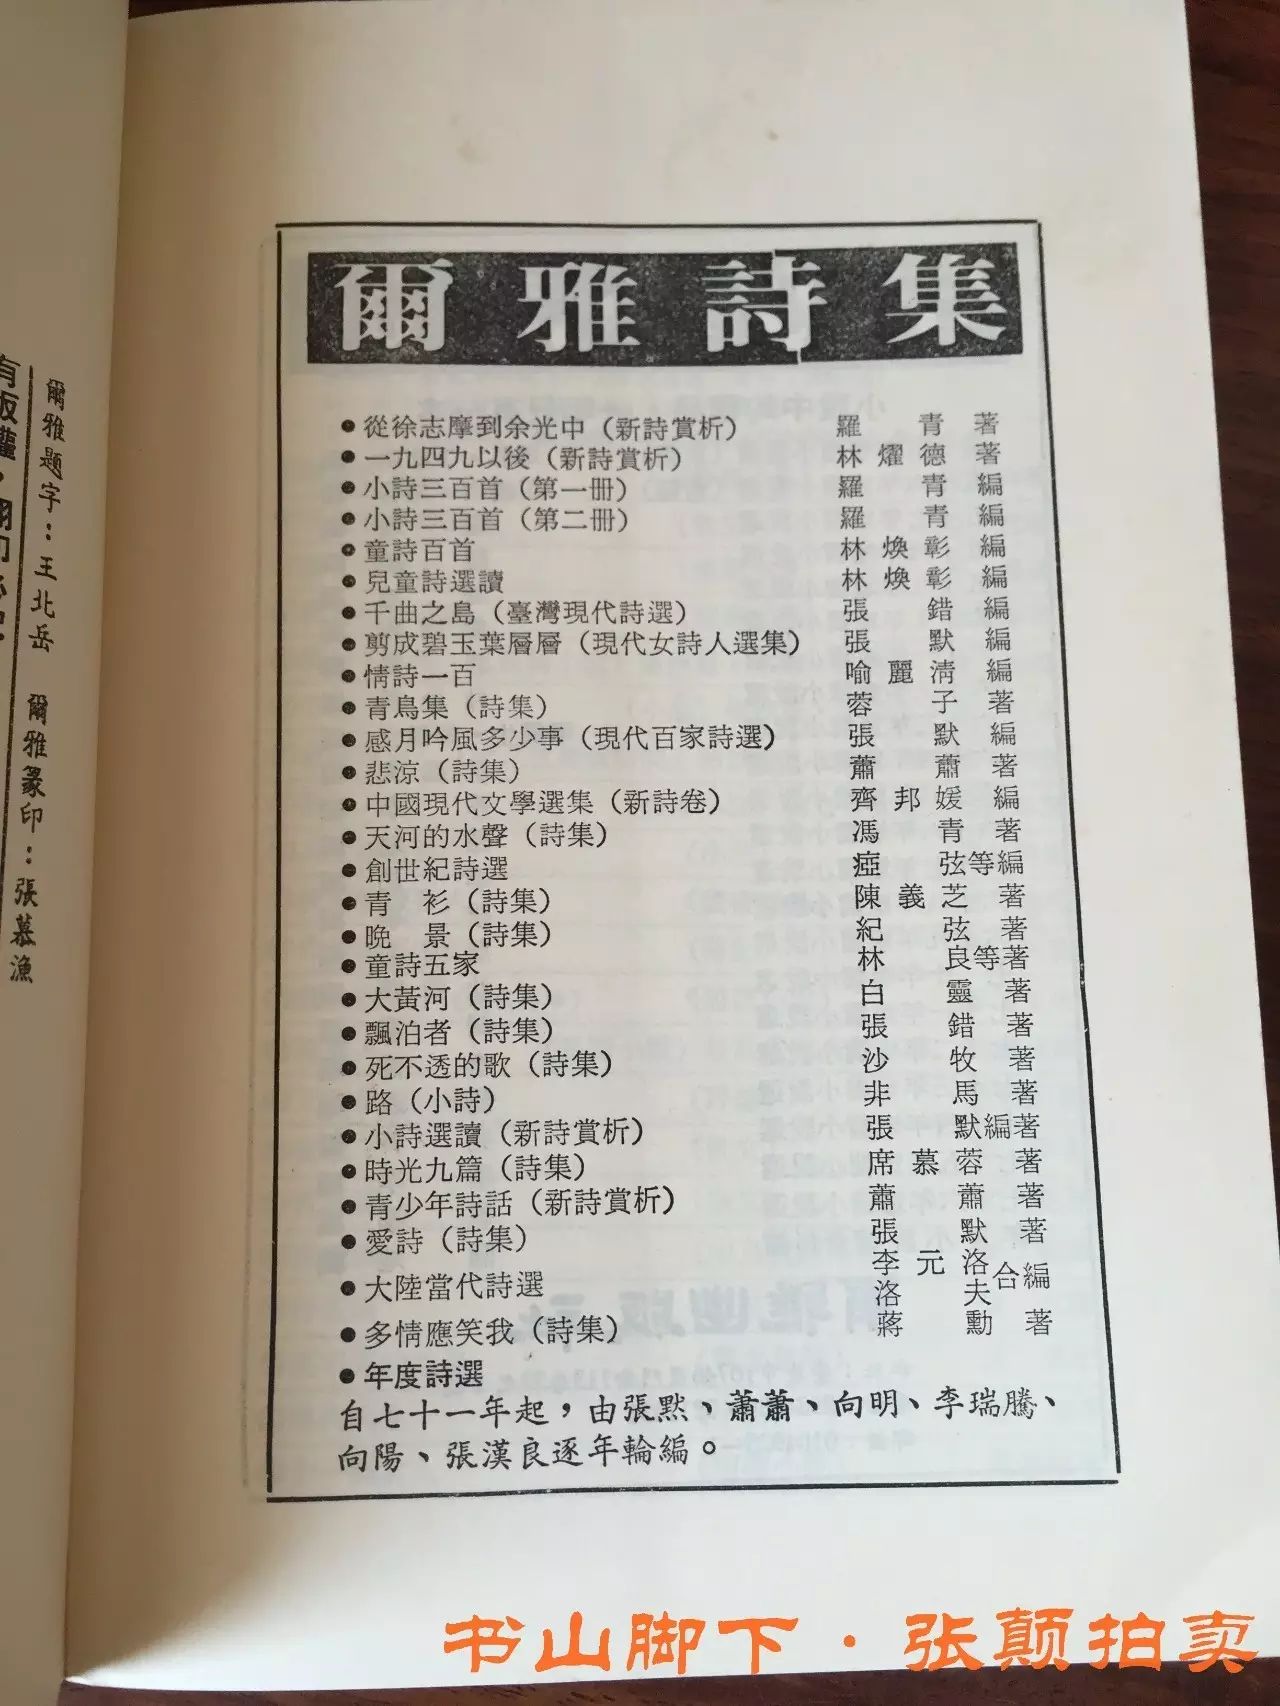 爾雅詩集
●從徐志摩到余光中（新詩賞析） 羅青著
●一九四九以後（新詩賞析） 林燿德著
●小詩三百首（第一冊） 羅青編
●小詩三百首（第二冊） 羅青編
●童詩百首 林煥彰編
●兒童詩選讀 林煥彰編
●千曲之島（臺灣現代詩選） 張錯編
●剪成碧玉葉層層（現代女詩人選集） 張默編
●情詩一百 喻麗清編
●青鳥集（詩集） 蓉子著
●感月吟風多少事（現代百家詩選） 張默編
●悲涼（詩集） 蕭蕭著
●中國現代文學選集（新詩卷） 齊邦媛編
●天河的水聲（詩集） 馮青著
●創世紀詩選 瘂弦等編
●青　衫（詩集） 陳義芝著
●晚　景（詩集） 紀弦著
●童詩五家 林良等著
●大黃河（詩集） 白靈著
●飄泊者（詩集） 張錯著
●死不透的歌（詩集） 沙牧著
●路（小詩） 非馬著
●小詩選讀（新詩賞析） 張默編著
●時光九篇（詩集） 席慕蓉著
●青少年詩話（新詩賞析） 蕭蕭著
●愛詩（詩集） 張默著
●大陸當代詩選 李元洛 洛夫 合編
●多情應笑我（詩集） 蔣勳著
●年度詩選
自七十一年起，由張默、蕭蕭、向明、李瑞騰、
向陽、張漢良逐年輪編。
爾雅題字：王北岳　爾雅篆印：張慕漁
有版權，翻印必
书山脚下·张颠拍卖